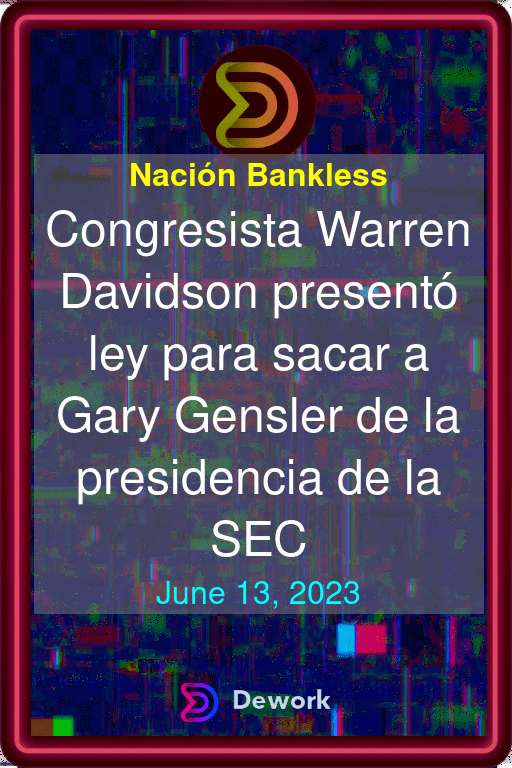 Nación Bankless
Congresista Warren
Davidson presentó
ley para sacar a
Gary Gensler de la
presidencia de la
SEC
June 13, 2023
Dework